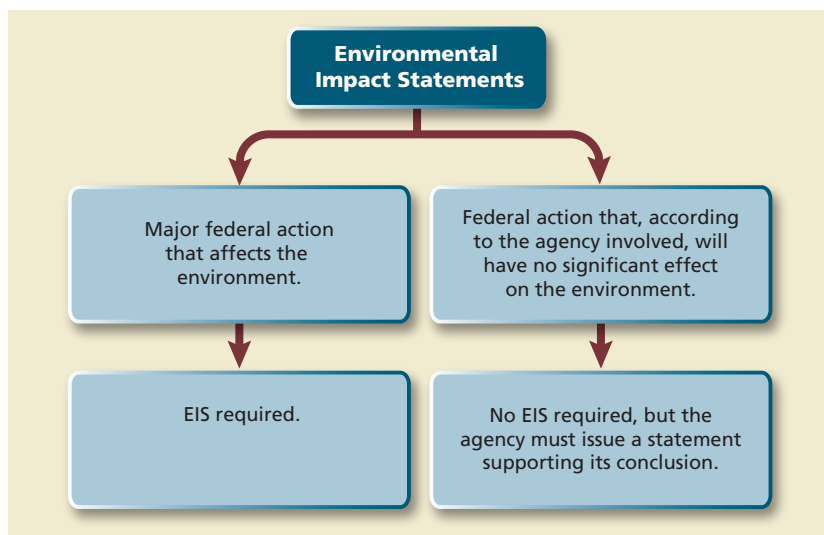 Environmental
Impact Statements
Major federal action
that affects the
environment.
Federal action that, according
to the agency involved, will
have no significant effect
on the environment.
EIS required.
No EIS required, but the
agency must issue a statement
supporting its conclusion.